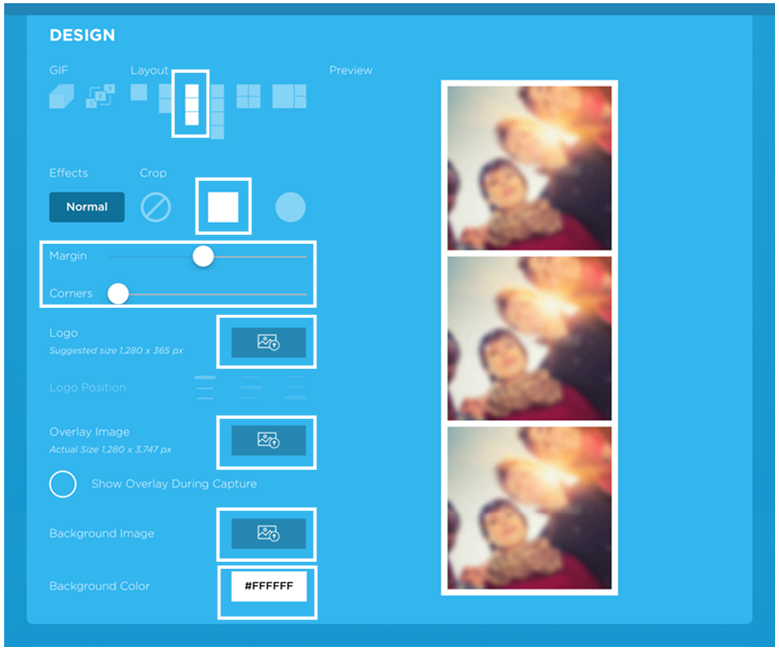 DESIGN
GIF
Layout
Preview
Effects
Crop
Normal
Margin
Corners
Logo
Suggested size 1,280 x 365 px
Logo Position
Overlay Image
Actual Size 1,280 x 3,747 px
Show Overlay During Capture
Background Image
Background Color
#FFFFFF